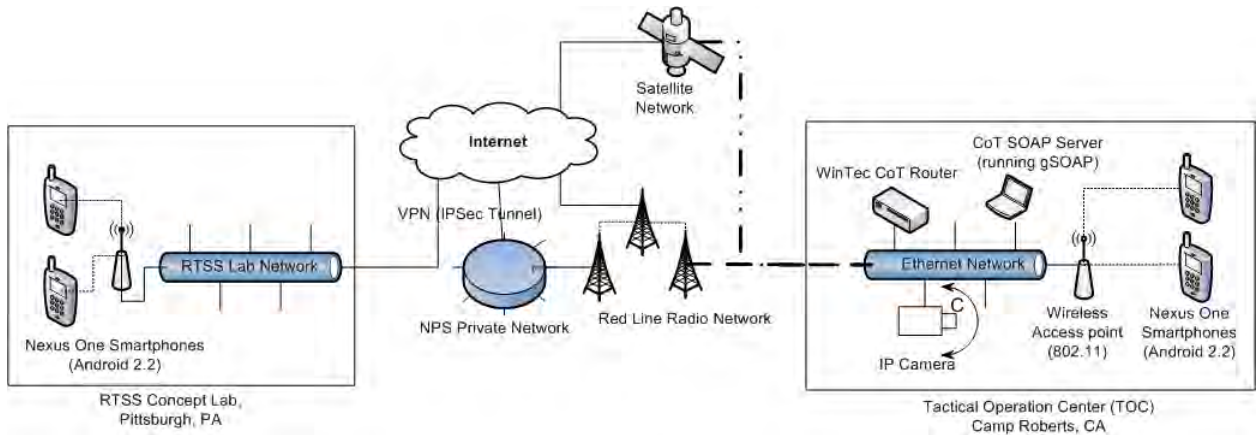 Satellite
Network
Internet
VPN (IPSec Tunnel)
NPS Private Network
Red Line Radio Network
RTSS Lab Network
Nexus One Smartphones
(Android 2.2)
RTSS Concept Lab,
Pittsburgh, PA
CoT SOAP Server
(running gSOAP)
WinTec CoT Router
Ethernet Network
C
IP Camera
Wireless
Access point
(802.11)
Nexus One
Smartphones
(Android 2.2)
Tactical Operation Center (TOC)
Camp Roberts, CA